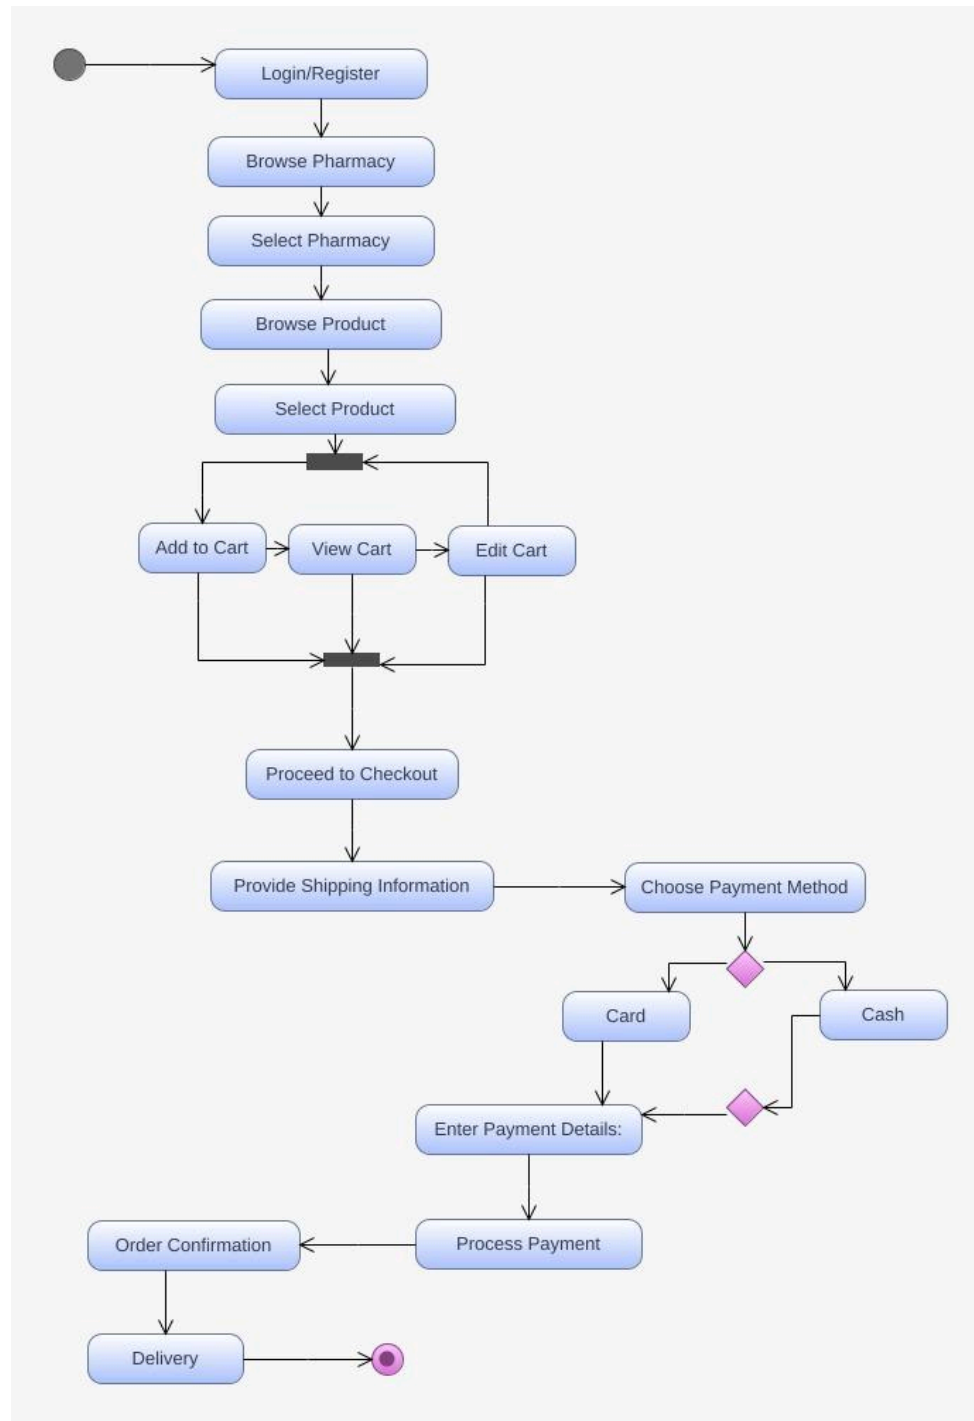 Login/Register
Browse Pharmacy
Select Pharmacy
Browse Product
Select Product
Add to Cart
View Cart
Edit Cart
Proceed to Checkout
Provide Shipping Information
Choose Payment Method
Card
Cash
Enter Payment Details:
Process Payment
Order Confirmation
Delivery